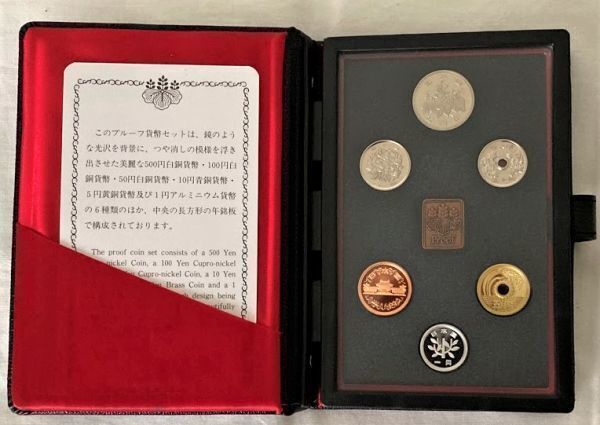 このプルーフ貨幣セットは、鏡のよう
な光沢を背景に、つや消しの模様を浮き
出させた美麗な500円白銅貨幣・100円白
銅貨幣・50円白銅貨幣・10円青銅貨幣・
5円黄銅貨幣及び1円アルミニウム貨幣
の6種類のほか、中央の長方形の年銘板
で構成されております。
The proof coin set consists of a 500 Yen
nickel Coin, a 100 Yen Cupro-nickel
Cupro-nickel Coin, a 10 Yen
Brass Coin and a 1
design being
日本国
一円